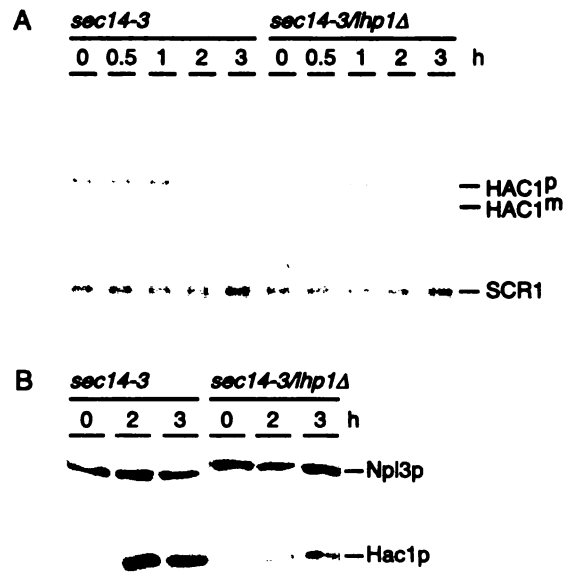 A sec14-3 sec14-3/lhp1Δ
0 0.5 1 2 3 0 0.5 1 2 3 h
HAC1p
HAC1m
SCR1
B sec14-3 sec14-3/lhp1Δ
0 2 3 0 2 3 h
Npl3p
Hac1p